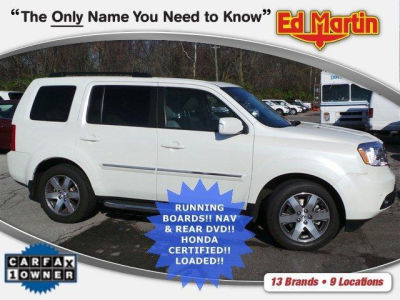 “The Only Name You Need to Know”
Ed Martin
RUNNING
BOARDS!! NAV
& REAR DVD!!
HONDA
CERTIFIED!!
LOADED!!
CARFAX
1 OWNER
13 Brands • 9 Locations